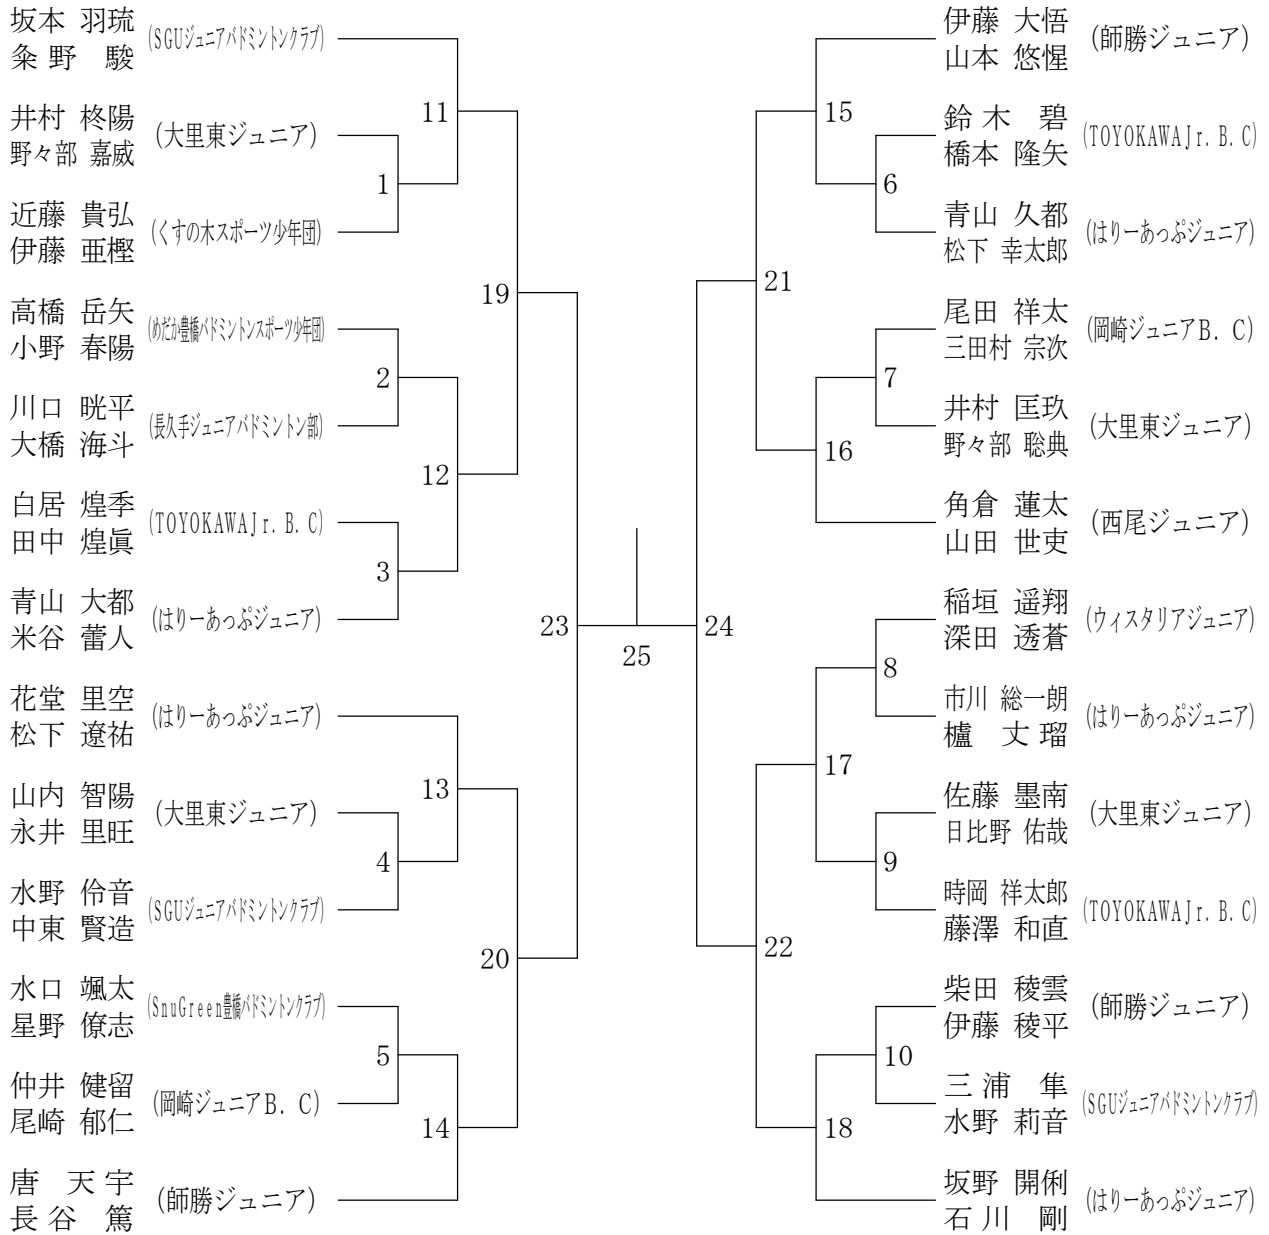 坂本 羽琉
粂野 駿
(SGUジュニアバドミントンクラブ)
井村 柊陽
野々部 嘉威
(大里東ジュニア)
近藤 貴弘
伊藤 亜樫
(くすの木スポーツ少年団)
高橋 岳矢
小野 春陽
(めだか豊橋バドミントンスポーツ少年団)
川口 晄平
大橋 海斗
(長久手ジュニアバドミントン部)
白居 煌季
田中 煌眞
(TOYOKAWAJr.B.C)
青山 大都
米谷 蕾人
(はりーあっぷジュニア)
花堂 里空
松下 遼祐
(はりーあっぷジュニア)
山内 智陽
永井 里旺
(大里東ジュニア)
水野 伶音
中東 賢造
(SGUジュニアバドミントンクラブ)
水口 颯太
星野 僚志
(SnuGreen豊橋バドミントンクラブ)
仲井 健留
尾崎 郁仁
(岡崎ジュニアB.C)
唐 天宇
長谷 篤
(師勝ジュニア)
11
1
19
2
12
3
23
13
4
20
5
14
25
24
15
6
21
7
16
8
17
9
22
10
18
伊藤 大悟
山本 悠惺
(師勝ジュニア)
鈴木 碧
橋本 隆矢
(TOYOKAWAJr.B.C)
青山 久都
松下 幸太郎
(はりーあっぷジュニア)
尾田 祥太
三田村 宗次
(岡崎ジュニアB.C)
井村 匡玖
野々部 聡典
(大里東ジュニア)
角倉 蓮太
山田 世吏
(西尾ジュニア)
稲垣 遥翔
深田 透蒼
(ウィスタリアジュニア)
市川 総一朗
櫨 丈瑠
(はりーあっぷジュニア)
佐藤 墨南
日比野 佑哉
(大里東ジュニア)
時岡 祥太郎
藤澤 和直
(TOYOKAWAJr.B.C)
柴田 稜雲
伊藤 稜平
(師勝ジュニア)
三浦 隼
水野 莉音
(SGUジュニアバドミントンクラブ)
坂野 開俐
石川 剛
(はりーあっぷジュニア)